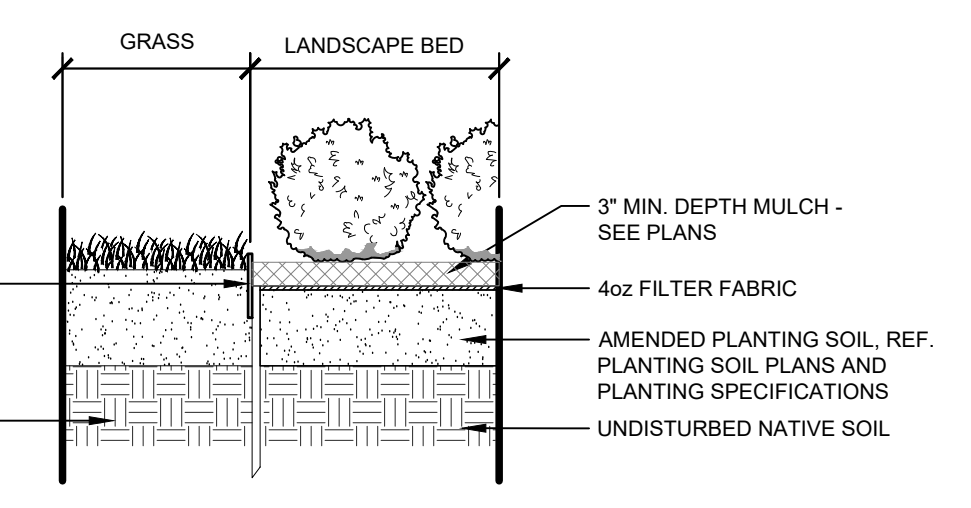 GRASS
LANDSCAPE BED
3" MIN. DEPTH MULCH -
SEE PLANS
4oz FILTER FABRIC
AMENDED PLANTING SOIL, REF.
PLANTING SOIL PLANS AND
PLANTING SPECIFICATIONS
UNDISTURBED NATIVE SOIL